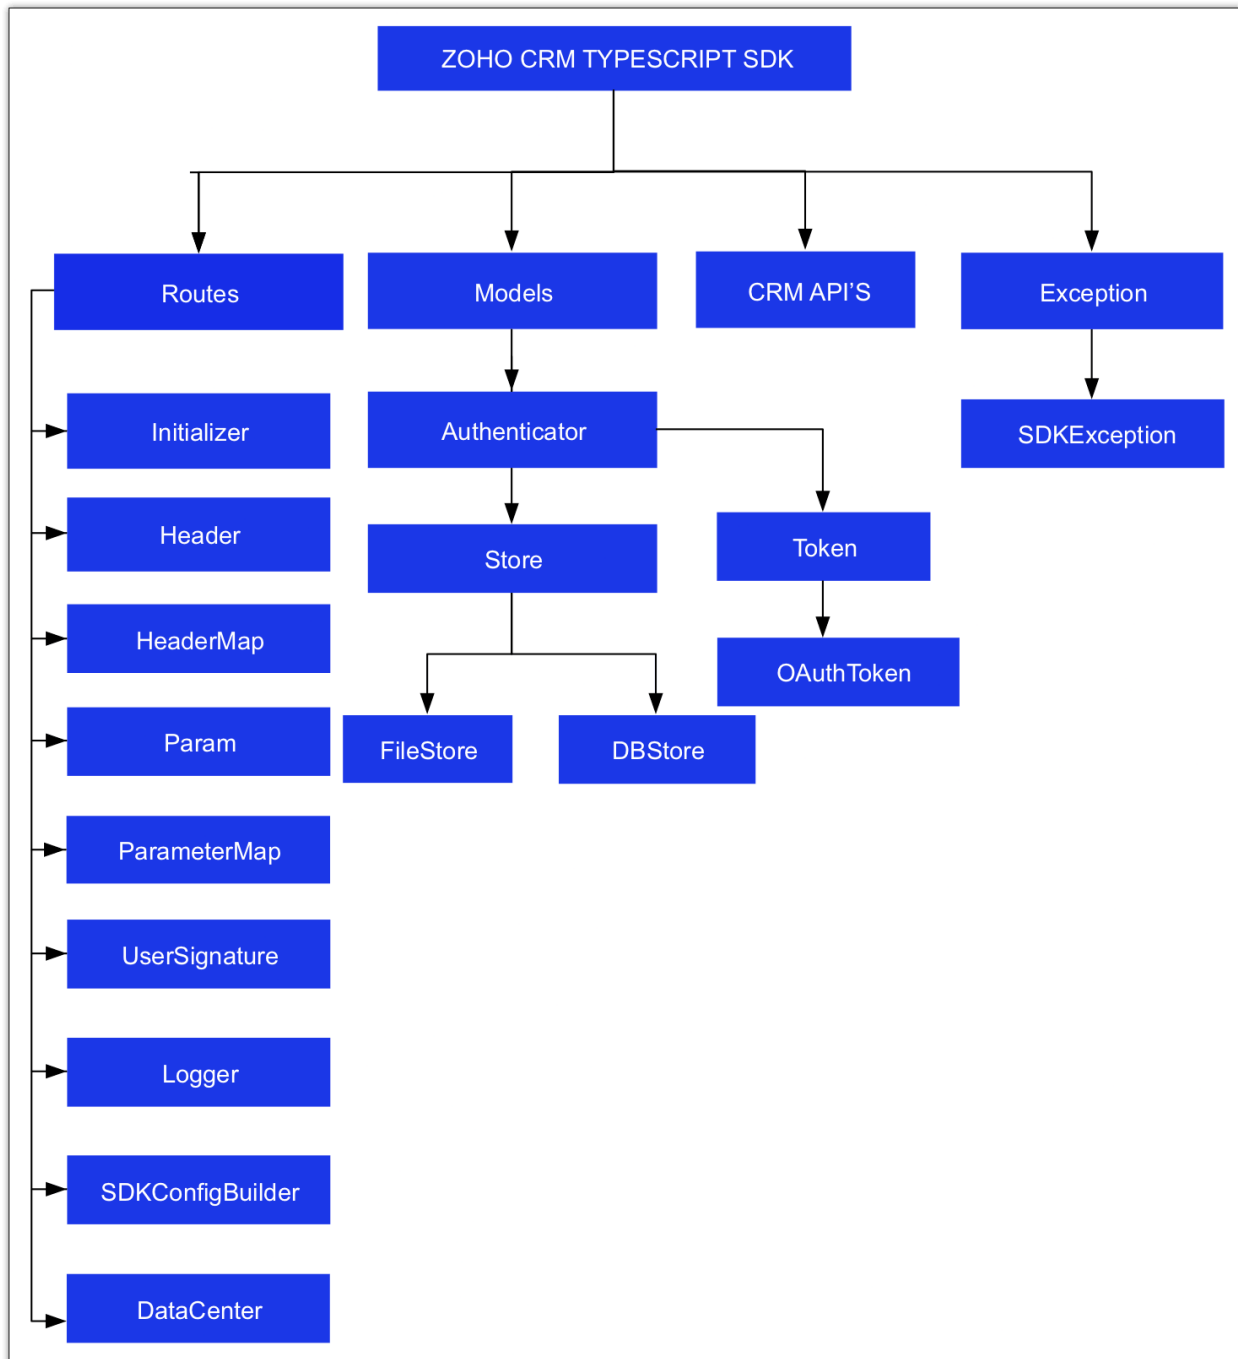 ZOHO CRM TYPESCRIPT SDK
Routes
Models
CRM API’S
Exception
Initializer
Authenticator
SDKException
Header
Store
Token
HeaderMap
OAuthToken
Param
FileStore
DBStore
ParameterMap
UserSignature
Logger
SDKConfigBuilder
DataCenter